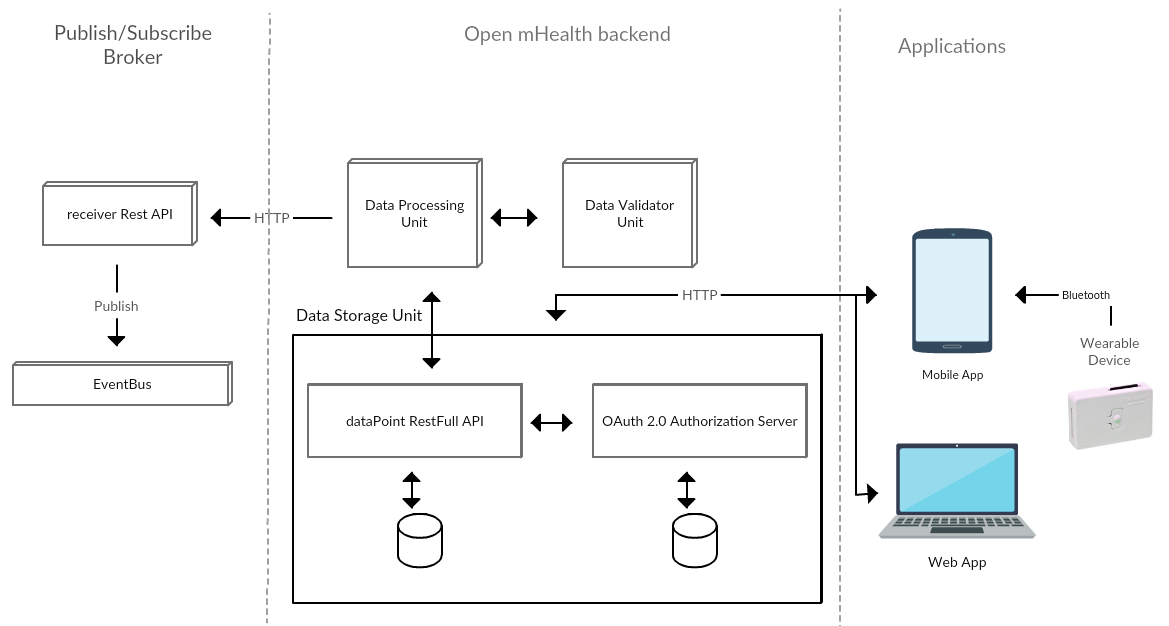 Publish/Subscribe
Broker
Open mHealth backend
Applications
receiver Rest API
HTTP
Data Processing
Unit
Data Validator
Unit
Publish
EventBus
Data Storage Unit
HTTP
Bluetooth
Wearable
Device
Mobile App
dataPoint RestFull API
OAuth 2.0 Authorization Server
Web App